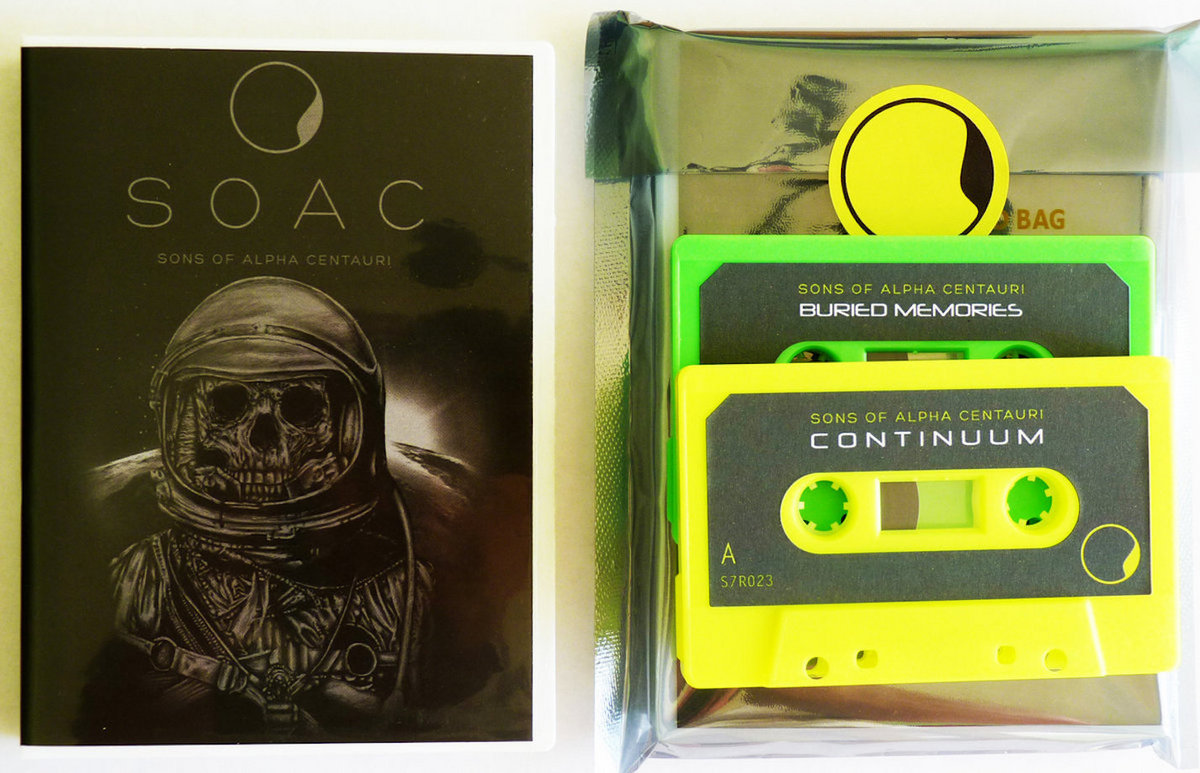 SOAC
SONS OF ALPHA CENTAURI
BAG
SONS OF ALPHA CENTAURI
BURIED MEMORIES
SONS OF ALPHA CENTAURI
CONTINUUM
A
S7R023